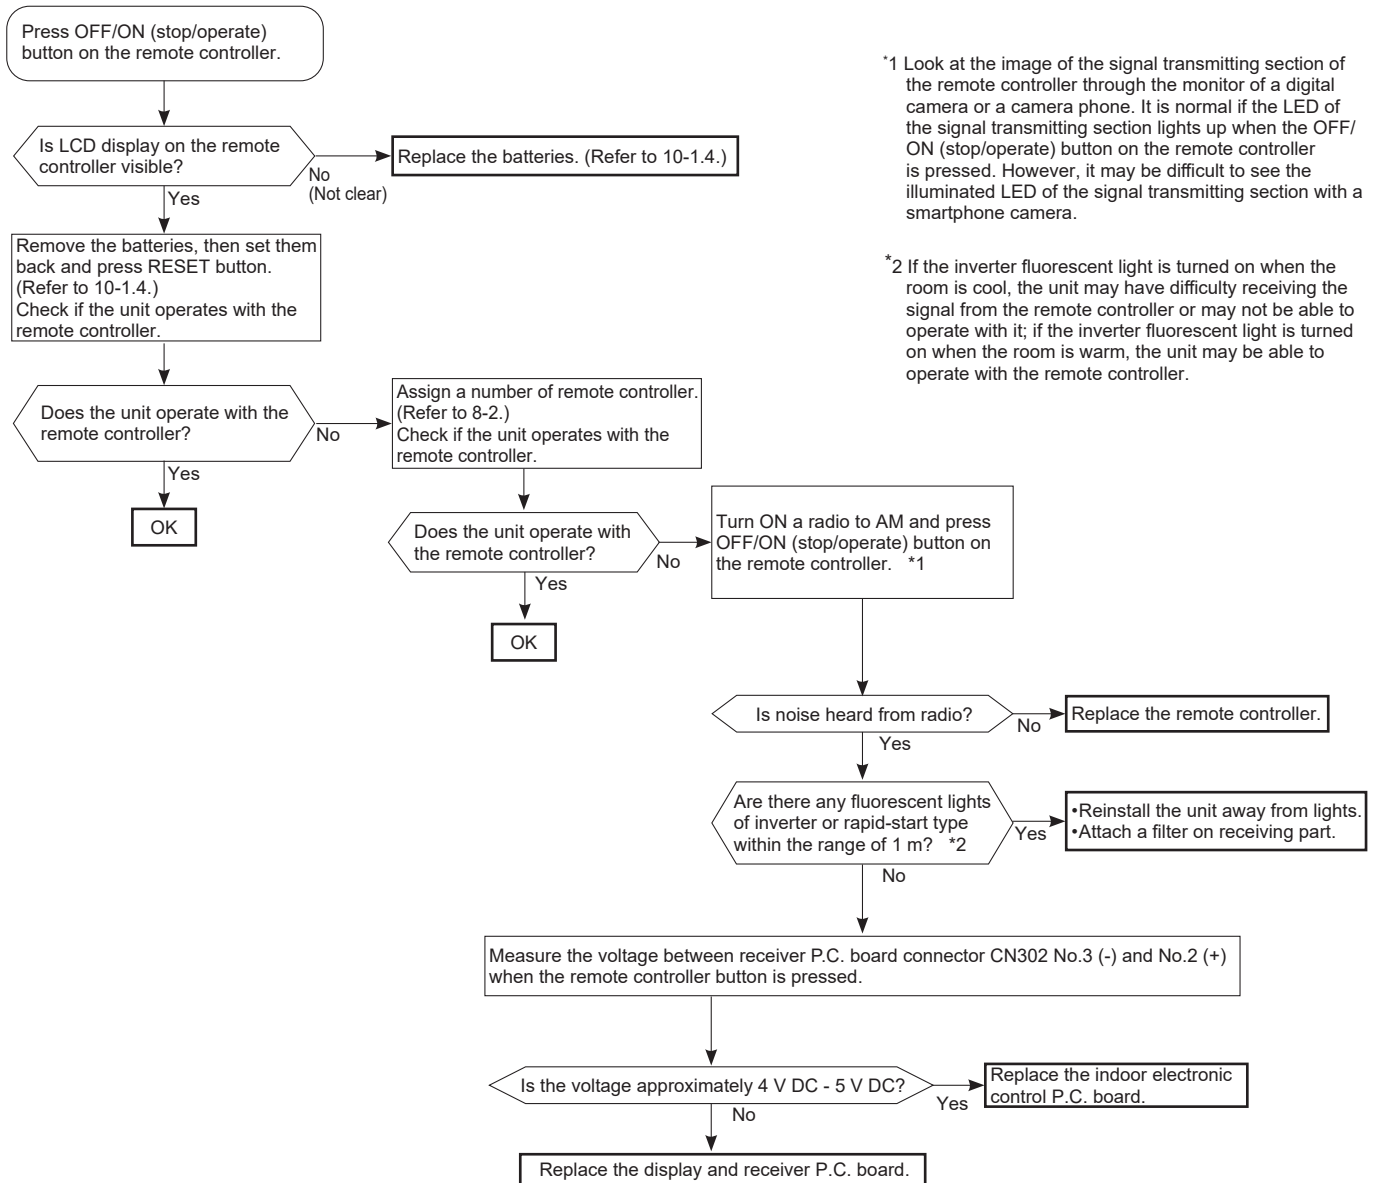 Press OFF/ON (stop/operate)
button on the remote controller.
Is LCD display on the remote
controller visible?
No
(Not clear)
Replace the batteries. (Refer to 10-1.4.)
Yes
Remove the batteries, then set them
back and press RESET button.
(Refer to 10-1.4.)
Check if the unit operates with the
remote controller.
Does the unit operate with the
remote controller?
No
Yes
OK
Assign a number of remote controller.
(Refer to 8-2.)
Check if the unit operates with the
remote controller.
Does the unit operate with
the remote controller?
No
Yes
OK
Turn ON a radio to AM and press
OFF/ON (stop/operate) button on
the remote controller. *1
Is noise heard from radio?
No
Replace the remote controller.
Yes
Are there any fluorescent lights
of inverter or rapid-start type
within the range of 1 m? *2
Yes
•Reinstall the unit away from lights.
•Attach a filter on receiving part.
No
Measure the voltage between receiver P.C. board connector CN302 No.3 (-) and No.2 (+)
when the remote controller button is pressed.
Is the voltage approximately 4 V DC - 5 V DC?
Yes
Replace the indoor electronic
control P.C. board.
No
Replace the display and receiver P.C. board.
*1 Look at the image of the signal transmitting section of
the remote controller through the monitor of a digital
camera or a camera phone. It is normal if the LED of
the signal transmitting section lights up when the OFF/
ON (stop/operate) button on the remote controller
is pressed. However, it may be difficult to see the
illuminated LED of the signal transmitting section with a
smartphone camera.
*2 If the inverter fluorescent light is turned on when the
room is cool, the unit may have difficulty receiving the
signal from the remote controller or may not be able to
operate with it; if the inverter fluorescent light is turned
on when the room is warm, the unit may be able to
operate with the remote controller.